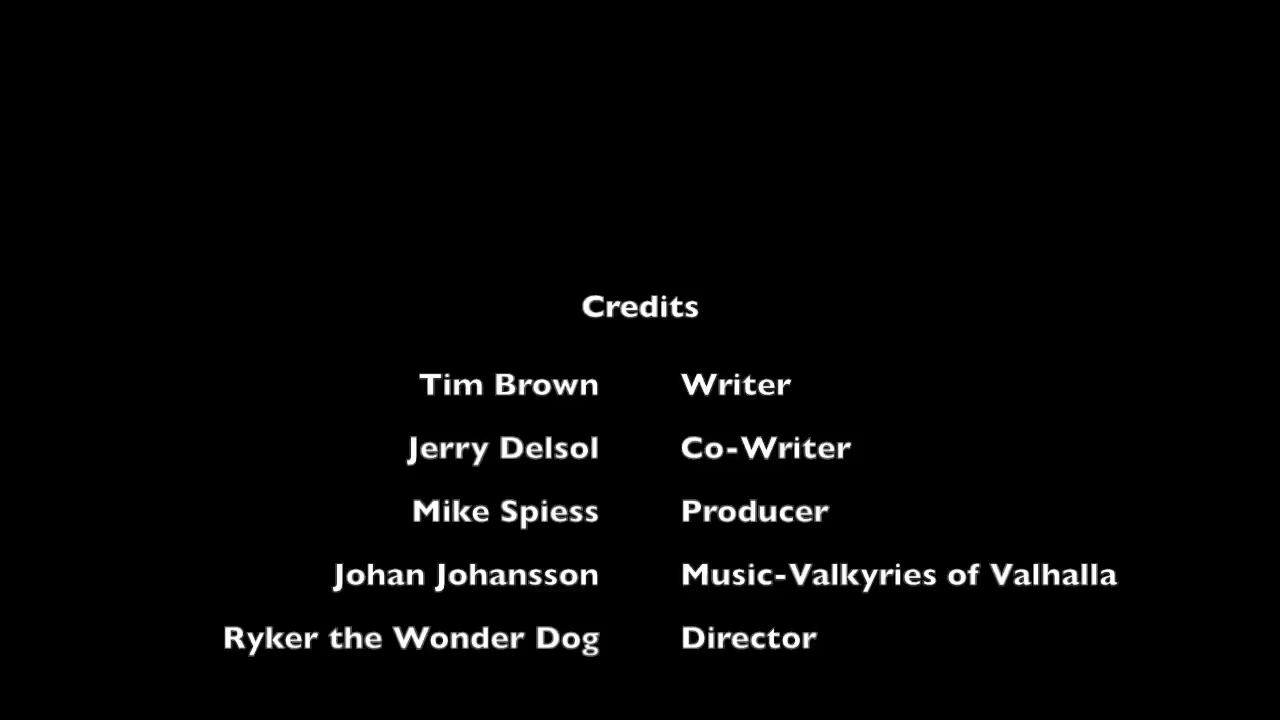 Credits
Tim Brown Writer
Jerry Delsol Co-Writer
Mike Spiess Producer
Johan Johansson Music-Valkyries of Valhalla
Ryker the Wonder Dog Director